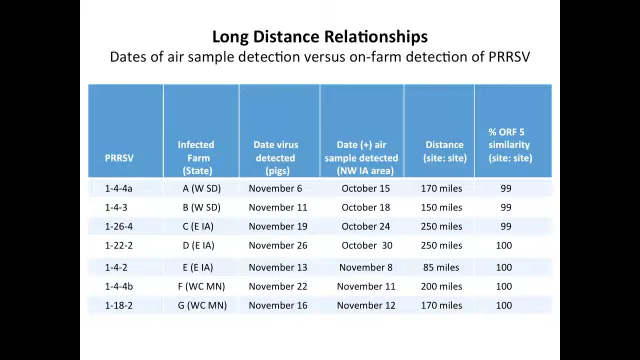 Long Distance Relationships
Dates of air sample detection versus on-farm detection of PRRSV
PRRSV | Infected Farm (State) | Date virus detected (pigs) | Date (+) air sample detected (NW IA area) | Distance (site: site) | % ORF 5 similarity (site: site)
1-4-4a | A (W SD) | November 6 | October 15 | 170 miles | 99
1-4-3 | B (W SD) | November 11 | October 18 | 150 miles | 99
1-26-4 | C (E IA) | November 19 | October 24 | 250 miles | 99
1-22-2 | D (E IA) | November 26 | October 30 | 250 miles | 100
1-4-2 | E (E IA) | November 13 | November 8 | 85 miles | 100
1-4-4b | F (WC MN) | November 22 | November 11 | 200 miles | 100
1-18-2 | G (WC MN) | November 16 | November 12 | 170 miles | 100